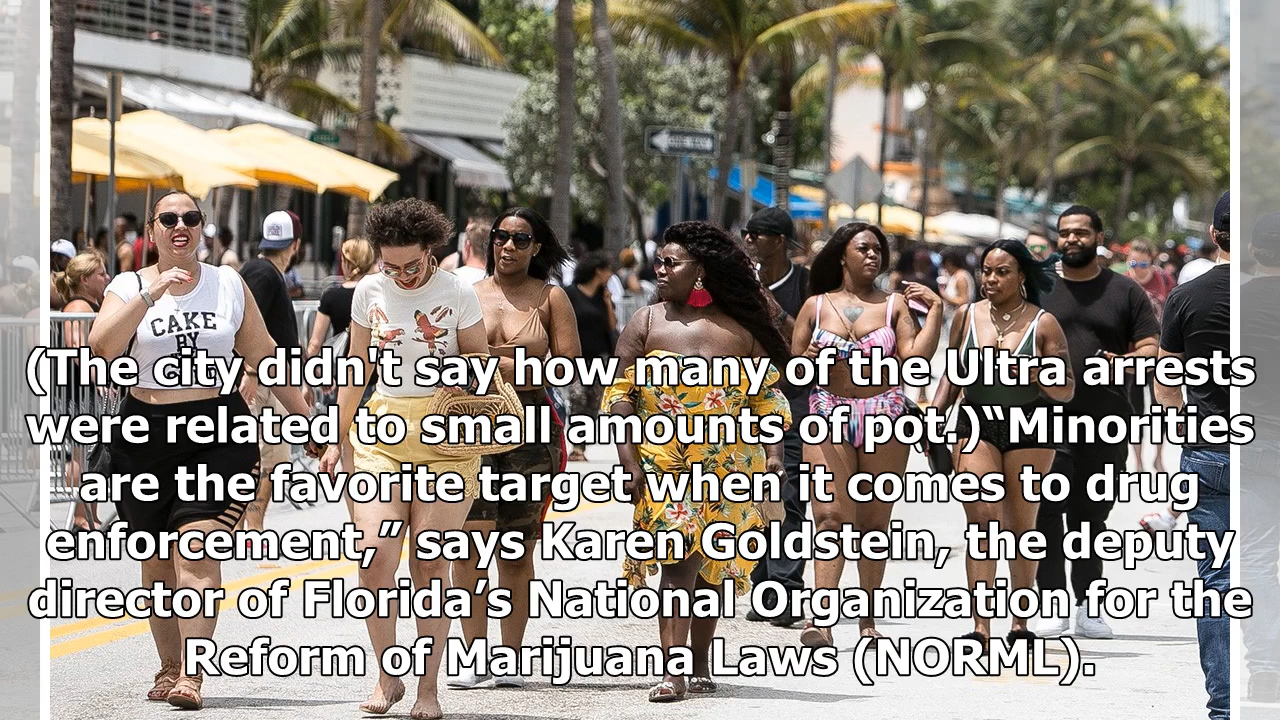 CAKE
BY
(The city didn't say how many of the Ultra arrests
were related to small amounts of pot.)“Minorities
are the favorite target when it comes to drug
enforcement,” says Karen Goldstein, the deputy
director of Florida’s National Organization for the
Reform of Marijuana Laws (NORML).